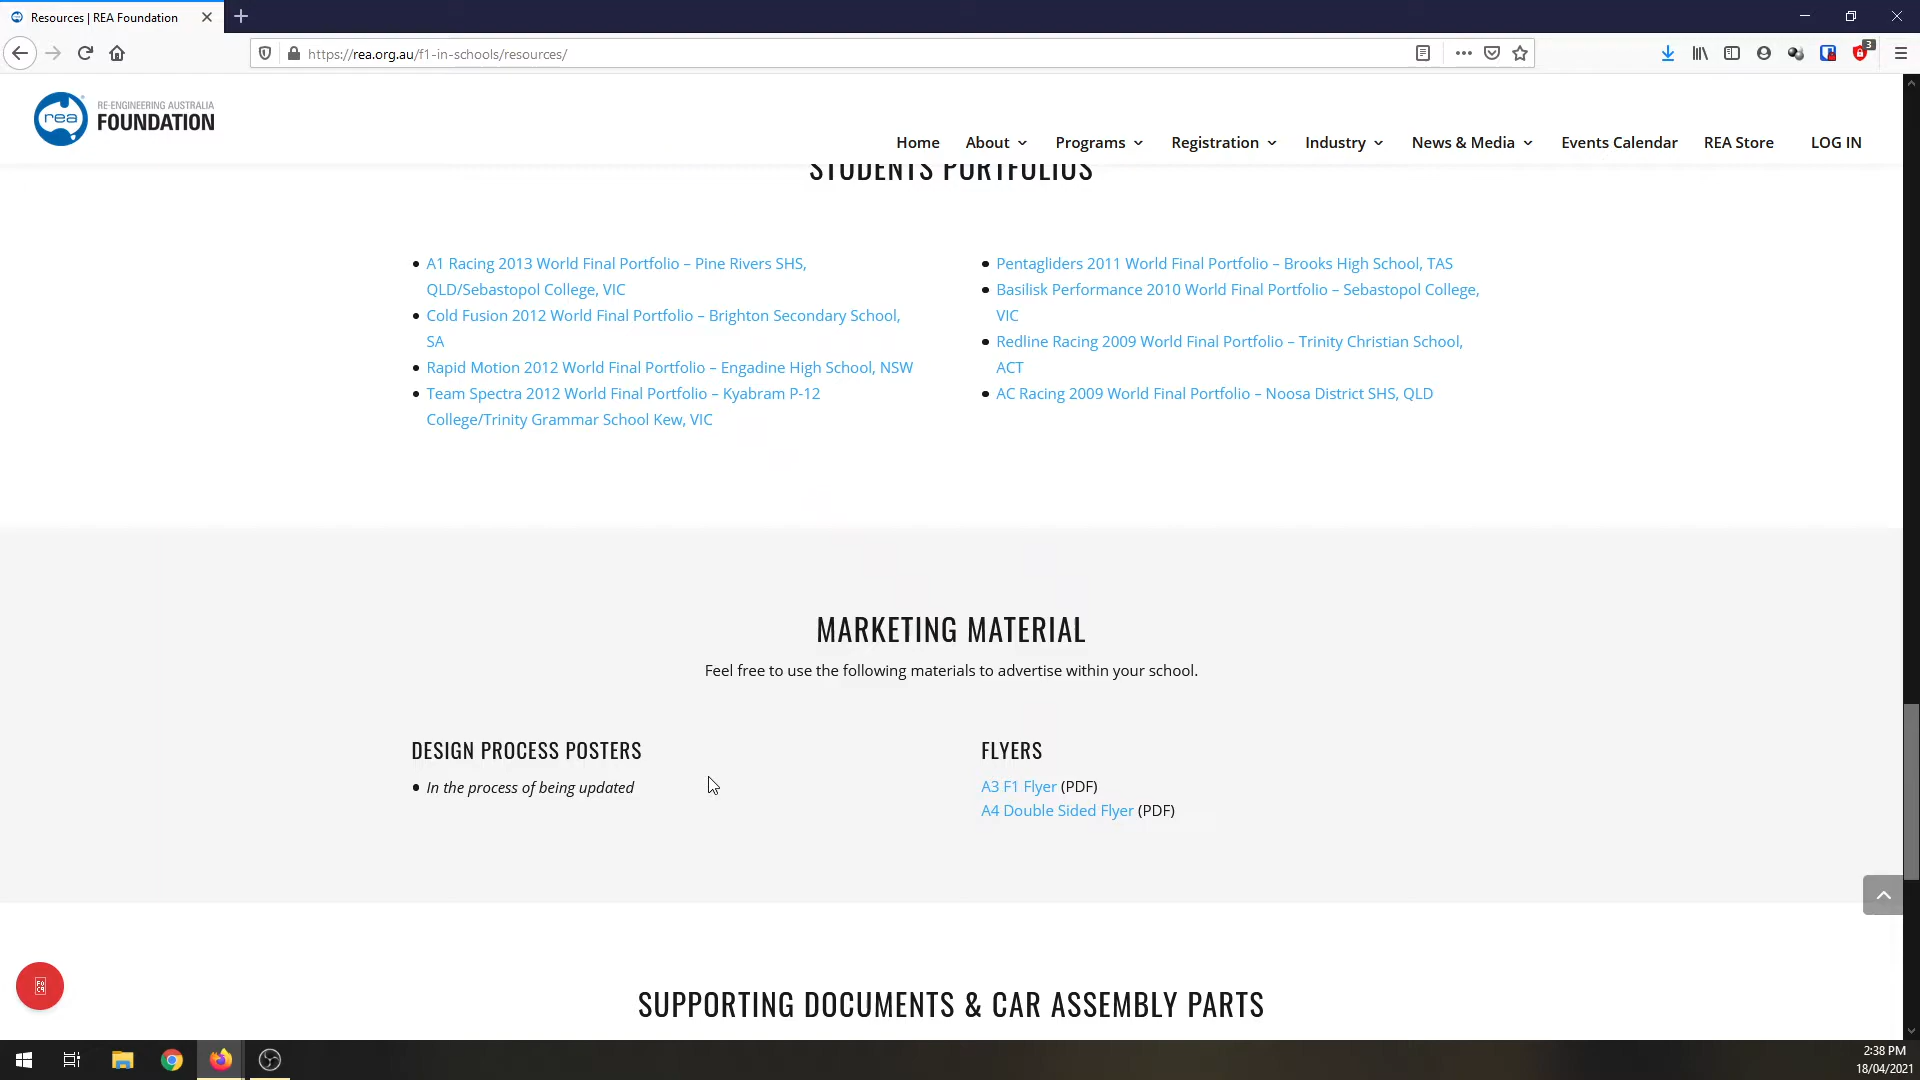 Resources | REA Foundation
https://rea.org.au/f1-in-schools/resources/
3
rea
RE-ENGINEERING AUSTRALIA
FOUNDATION
Home
About
Programs
Registration
Industry
News & Media
Events Calendar
REA Store
LOG IN
STUDENTS PORTFOLIOS
A1 Racing 2013 World Final Portfolio – Pine Rivers SHS,
QLD/Sebastopol College, VIC
Cold Fusion 2012 World Final Portfolio – Brighton Secondary School,
SA
Rapid Motion 2012 World Final Portfolio – Engadine High School, NSW
Team Spectra 2012 World Final Portfolio – Kyabram P-12
College/Trinity Grammar School Kew, VIC
Pentagliders 2011 World Final Portfolio – Brooks High School, TAS
Basilisk Performance 2010 World Final Portfolio – Sebastopol College,
VIC
Redline Racing 2009 World Final Portfolio – Trinity Christian School,
ACT
AC Racing 2009 World Final Portfolio – Noosa District SHS, QLD
MARKETING MATERIAL
Feel free to use the following materials to advertise within your school.
DESIGN PROCESS POSTERS
In the process of being updated
FLYERS
A3 F1 Flyer (PDF)
A4 Double Sided Flyer (PDF)
SUPPORTING DOCUMENTS & CAR ASSEMBLY PARTS
2:38 PM
18/04/2021